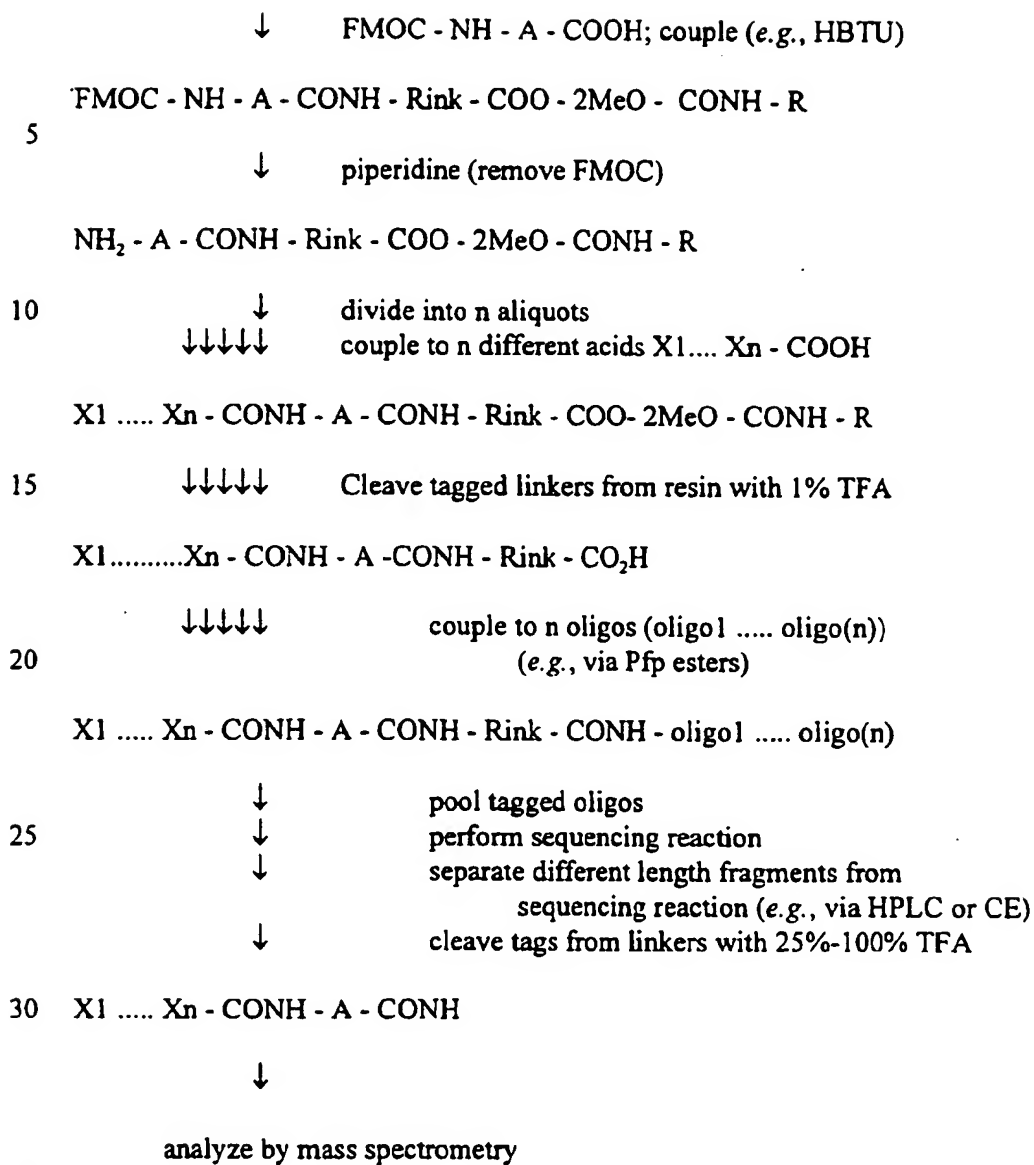 ↓ FMOC - NH - A - COOH; couple (e.g., HBTU)
FMOC - NH - A - CONH - Rink - COO - 2MeO - CONH - R
5
↓ piperidine (remove FMOC)
NH₂ - A - CONH - Rink - COO - 2MeO - CONH - R
10 ↓ divide into n aliquots
↓↓↓↓↓ couple to n different acids X1.... Xn - COOH
X1 ..... Xn - CONH - A - CONH - Rink - COO- 2MeO - CONH - R
15 ↓↓↓↓↓ Cleave tagged linkers from resin with 1% TFA
X1..........Xn - CONH - A -CONH - Rink - CO₂H
↓↓↓↓↓ couple to n oligos (oligo1 ..... oligo(n))
20 (e.g., via Pfp esters)
X1 ..... Xn - CONH - A - CONH - Rink - CONH - oligo1 ..... oligo(n)
↓ pool tagged oligos
25 ↓ perform sequencing reaction
↓ separate different length fragments from
sequencing reaction (e.g., via HPLC or CE)
↓ cleave tags from linkers with 25%-100% TFA
30 X1 ..... Xn - CONH - A - CONH
↓
analyze by mass spectrometry